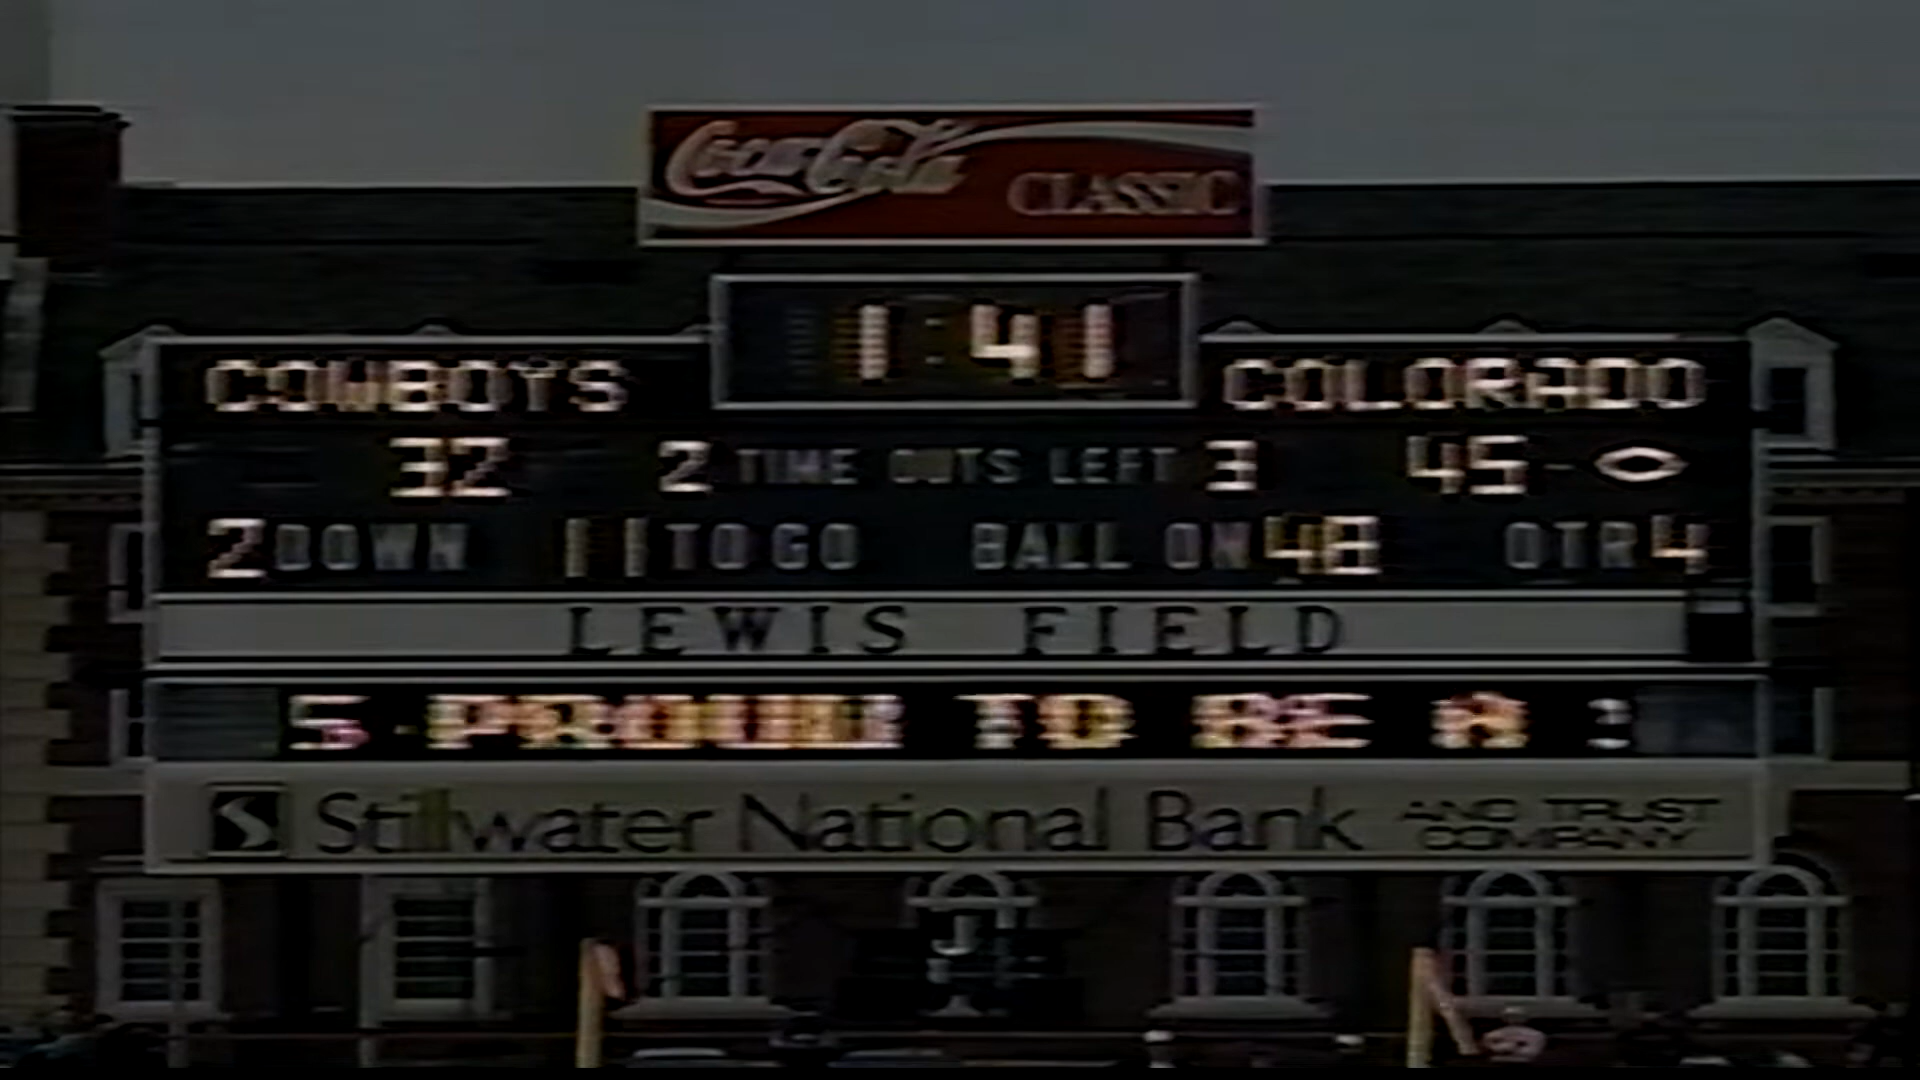 Coca-Cola CLASSIC
1:41
COWBOYS COLORADO
32 2 TIME OUTS LEFT 3 45
2 DOWN 11 TO GO BALL ON 48 QTR 4
LEWIS FIELD
S PROUD TO BE A
Stillwater National Bank AND TRUST COMPANY